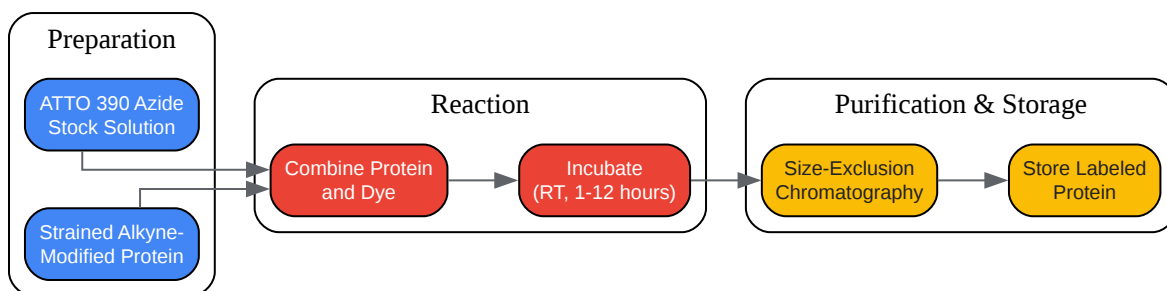 Preparation
ATTO 390 Azide
Stock Solution
Strained Alkyne-
Modified Protein
Reaction
Combine Protein
and Dye
Incubate
(RT, 1-12 hours)
Purification & Storage
Size-Exclusion
Chromatography
Store Labeled
Protein